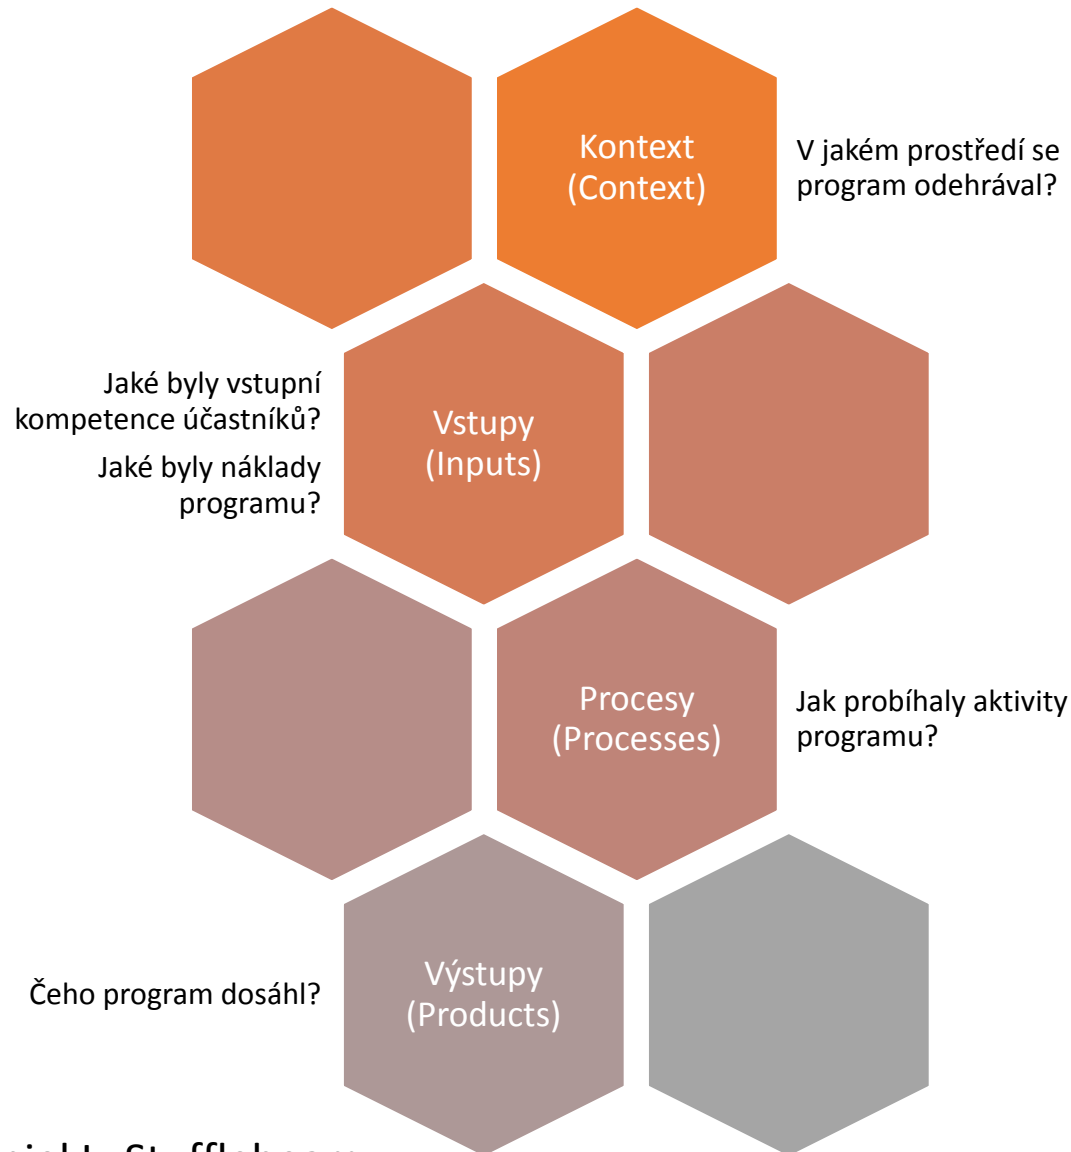 Kontext
(Context)
V jakém prostředí se
program odehrával?
Jaké byly vstupní
kompetence účastníků?
Jaké byly náklady
programu?
Vstupy
(Inputs)
Procesy
(Processes)
Jak probíhaly aktivity
programu?
Čeho program dosáhl?
Výstupy
(Products)